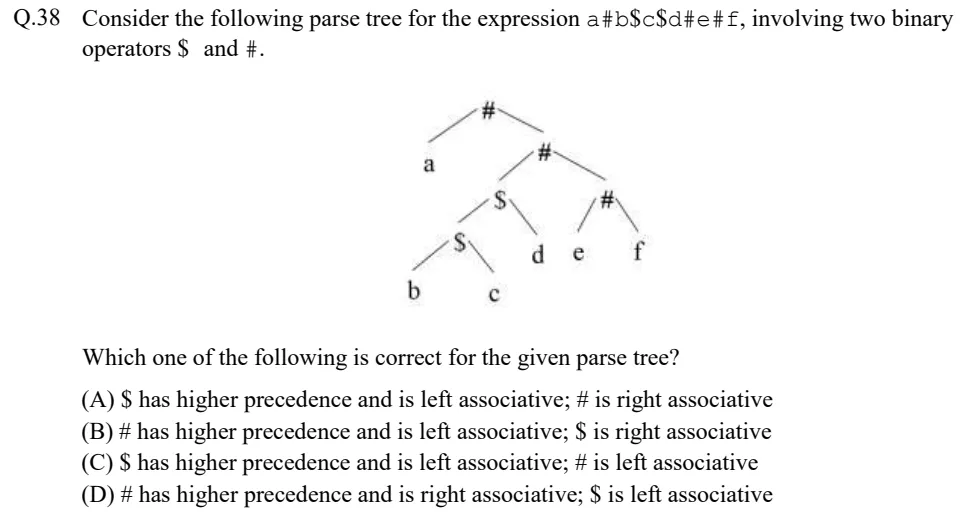 Q.38 Consider the following parse tree for the expression a#b$c$d#e#f, involving two binary
operators $ and #.
#
a
#
$
#
$
d
e
f
b
c
Which one of the following is correct for the given parse tree?
(A) $ has higher precedence and is left associative; # is right associative
(B) # has higher precedence and is left associative; $ is right associative
(C) $ has higher precedence and is left associative; # is left associative
(D) # has higher precedence and is right associative; $ is left associative